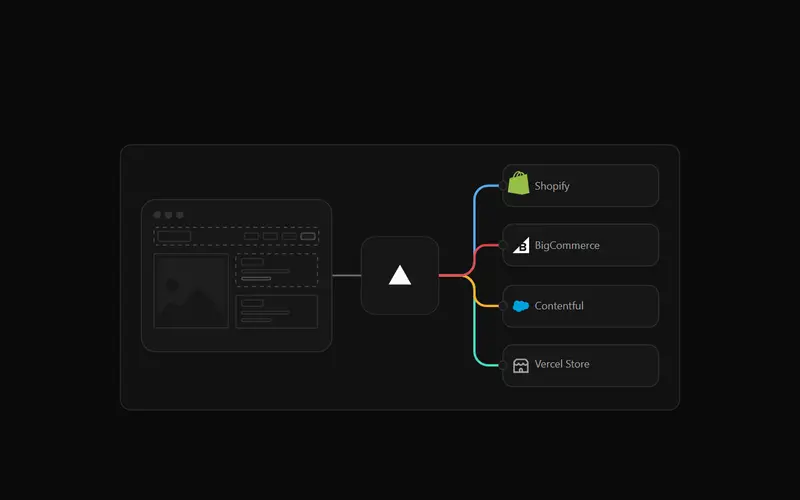 Shopify
BigCommerce
Contentful
Vercel Store